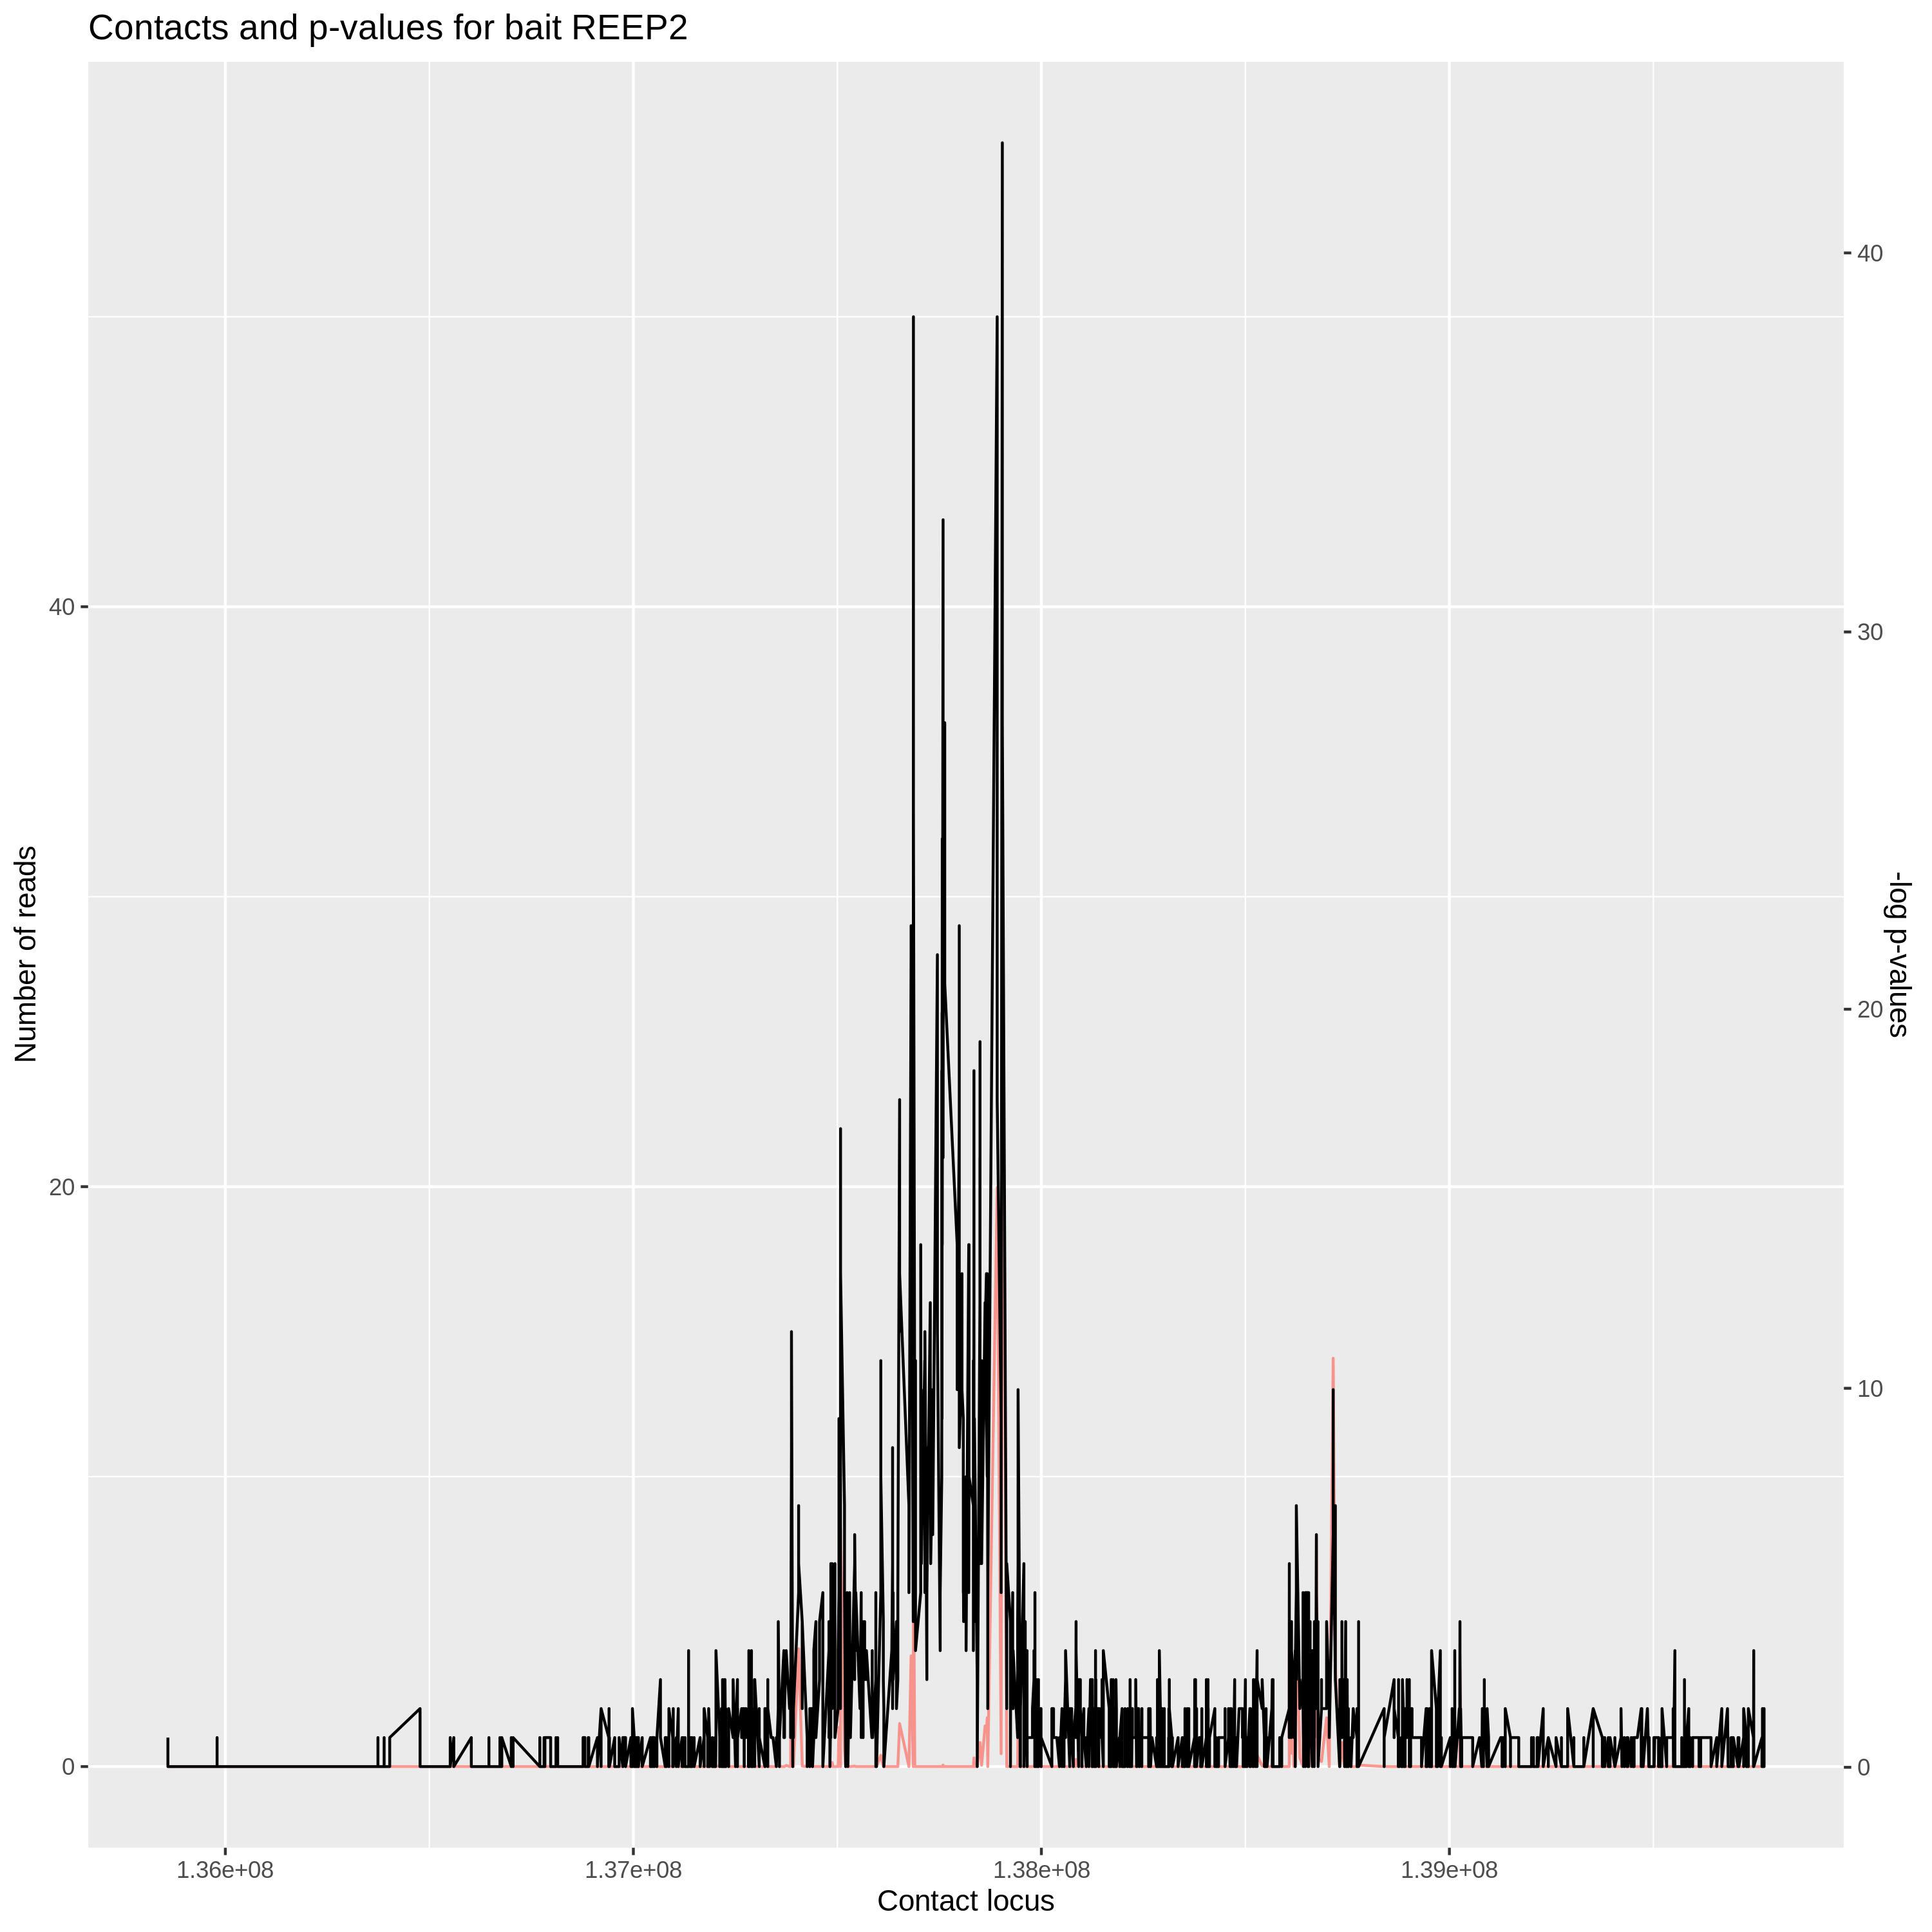 Contacts and p-values for bait REEP2
Number of reads
40
20
0
40
30
20
10
0
-log p-values
1.36e+08
1.37e+08
1.38e+08
1.39e+08
Contact locus